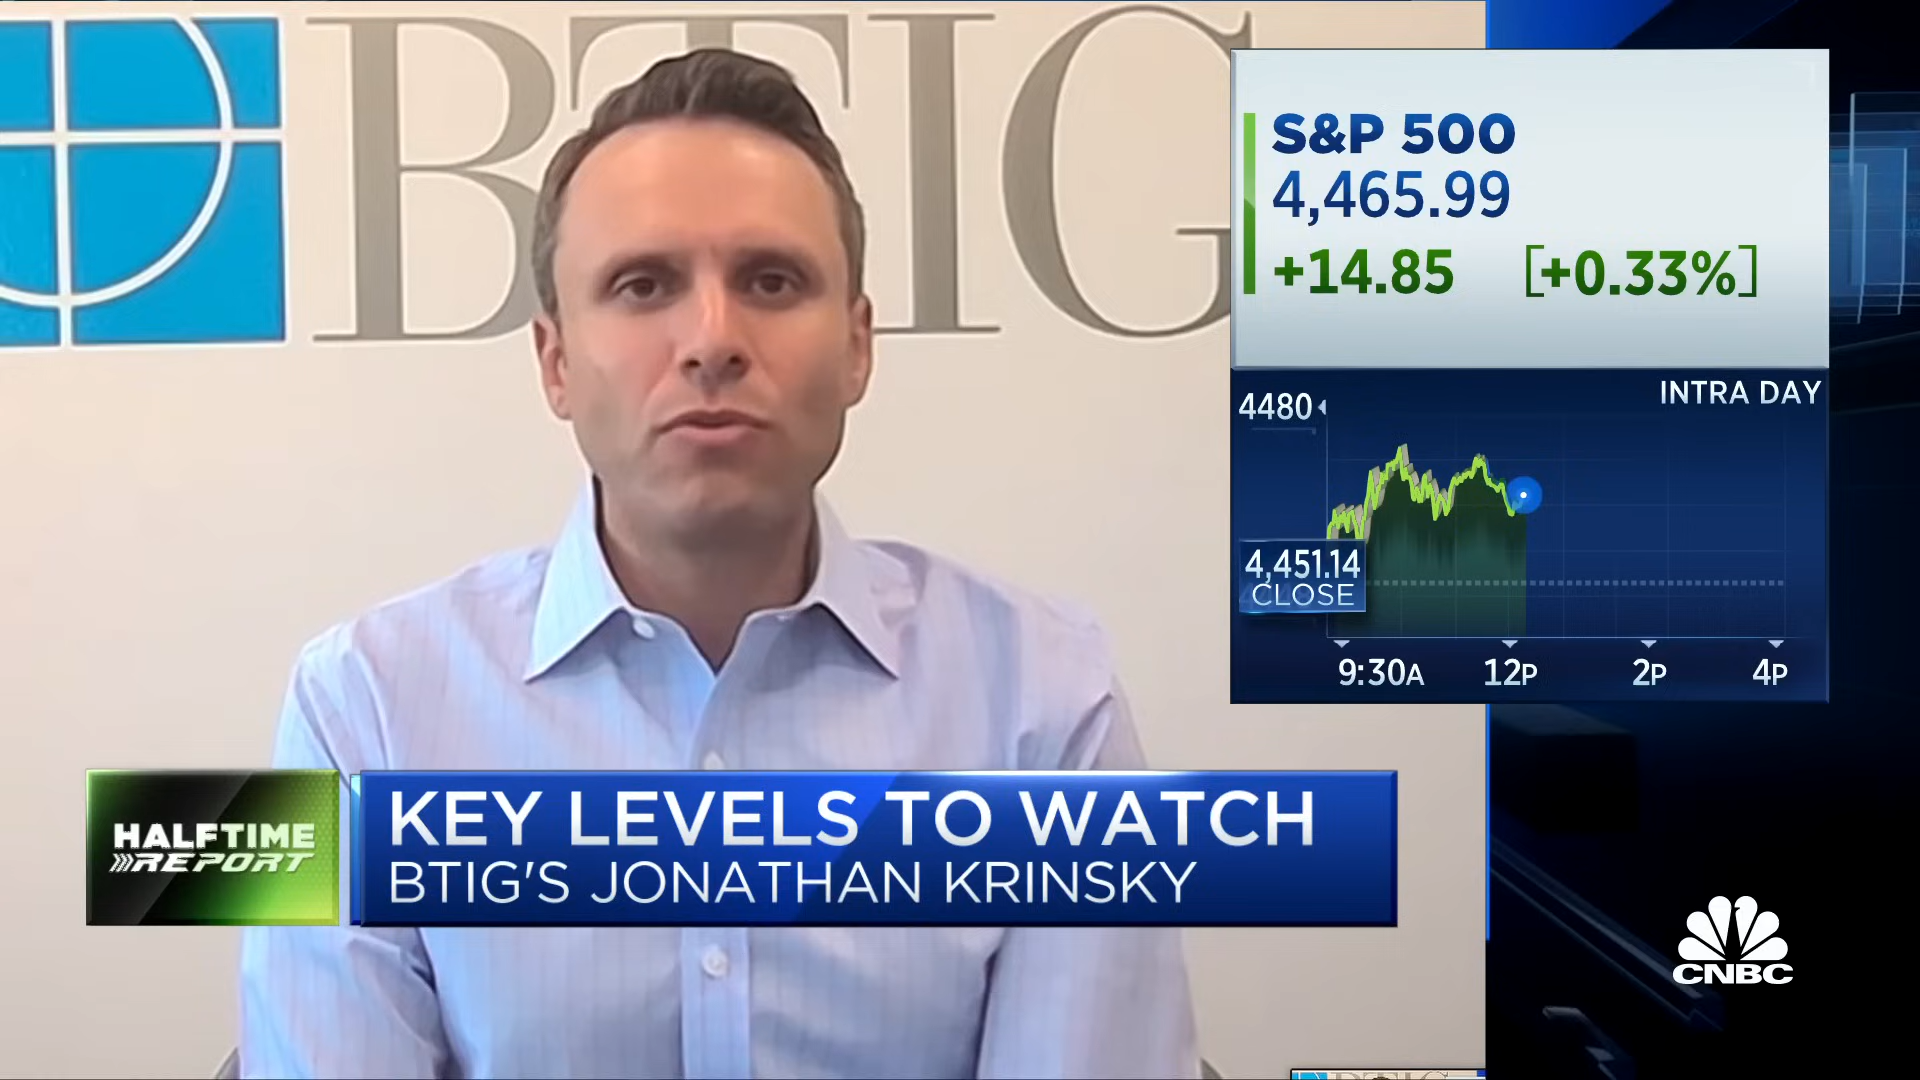 BTIG
S&P 500
4,465.99
+14.85 [+0.33%]
INTRA DAY
4480
4,451.14
CLOSE
9:30A 12P 2P 4P
HALFTIME
REPORT
KEY LEVELS TO WATCH
BTIG'S JONATHAN KRINSKY
CNBC
BTIG